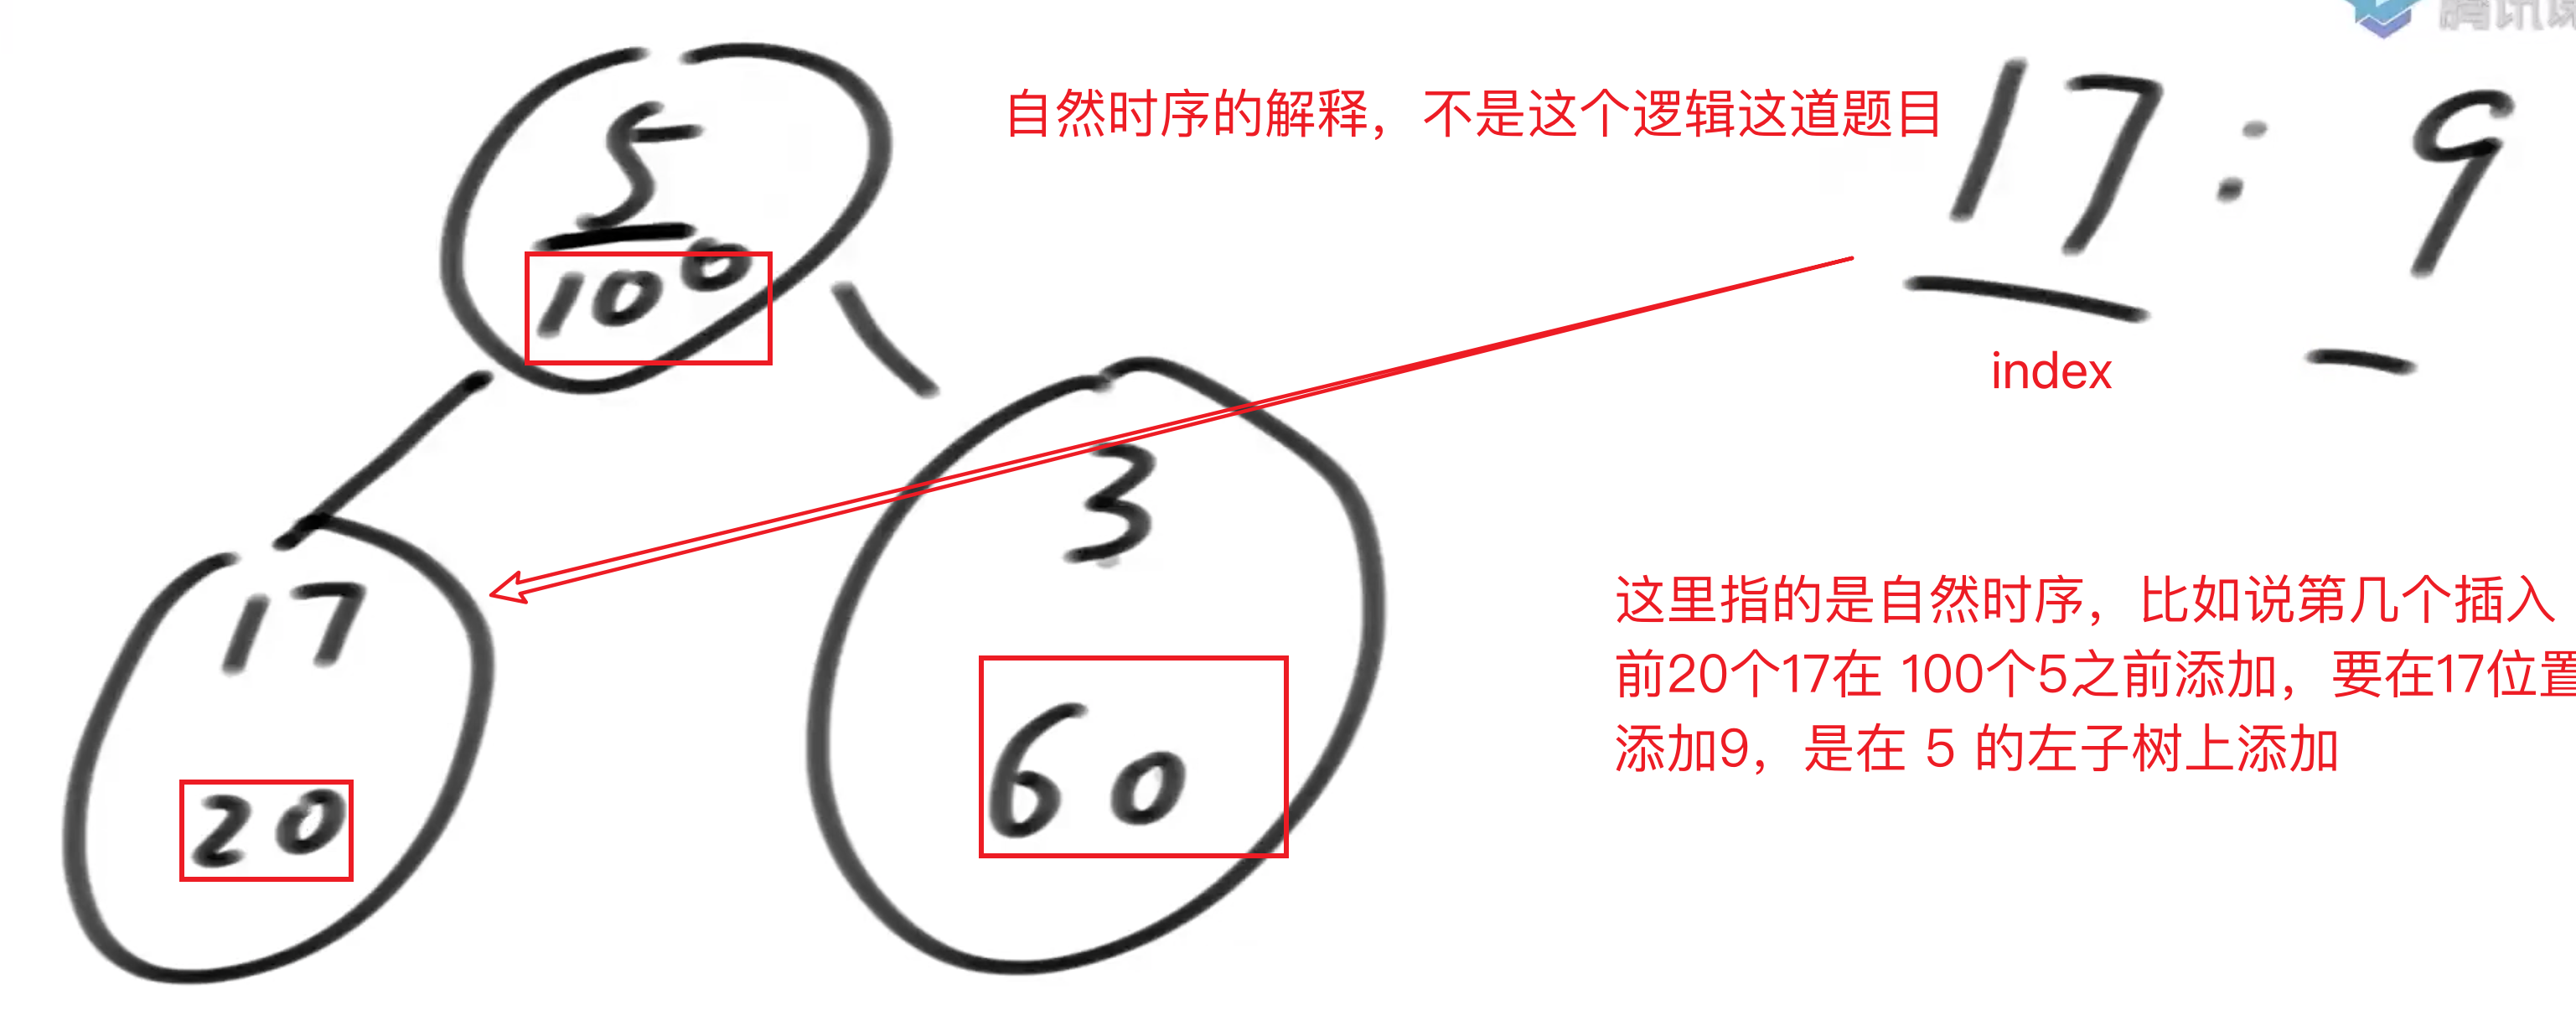 自然时序的解释，不是这个逻辑这道题目
17: 9
index
5
100
3
60
17
20
这里指的是自然时序，比如说第几个插入
前20个17在 100个5之前添加，要在17位置
添加9，是在 5 的左子树上添加